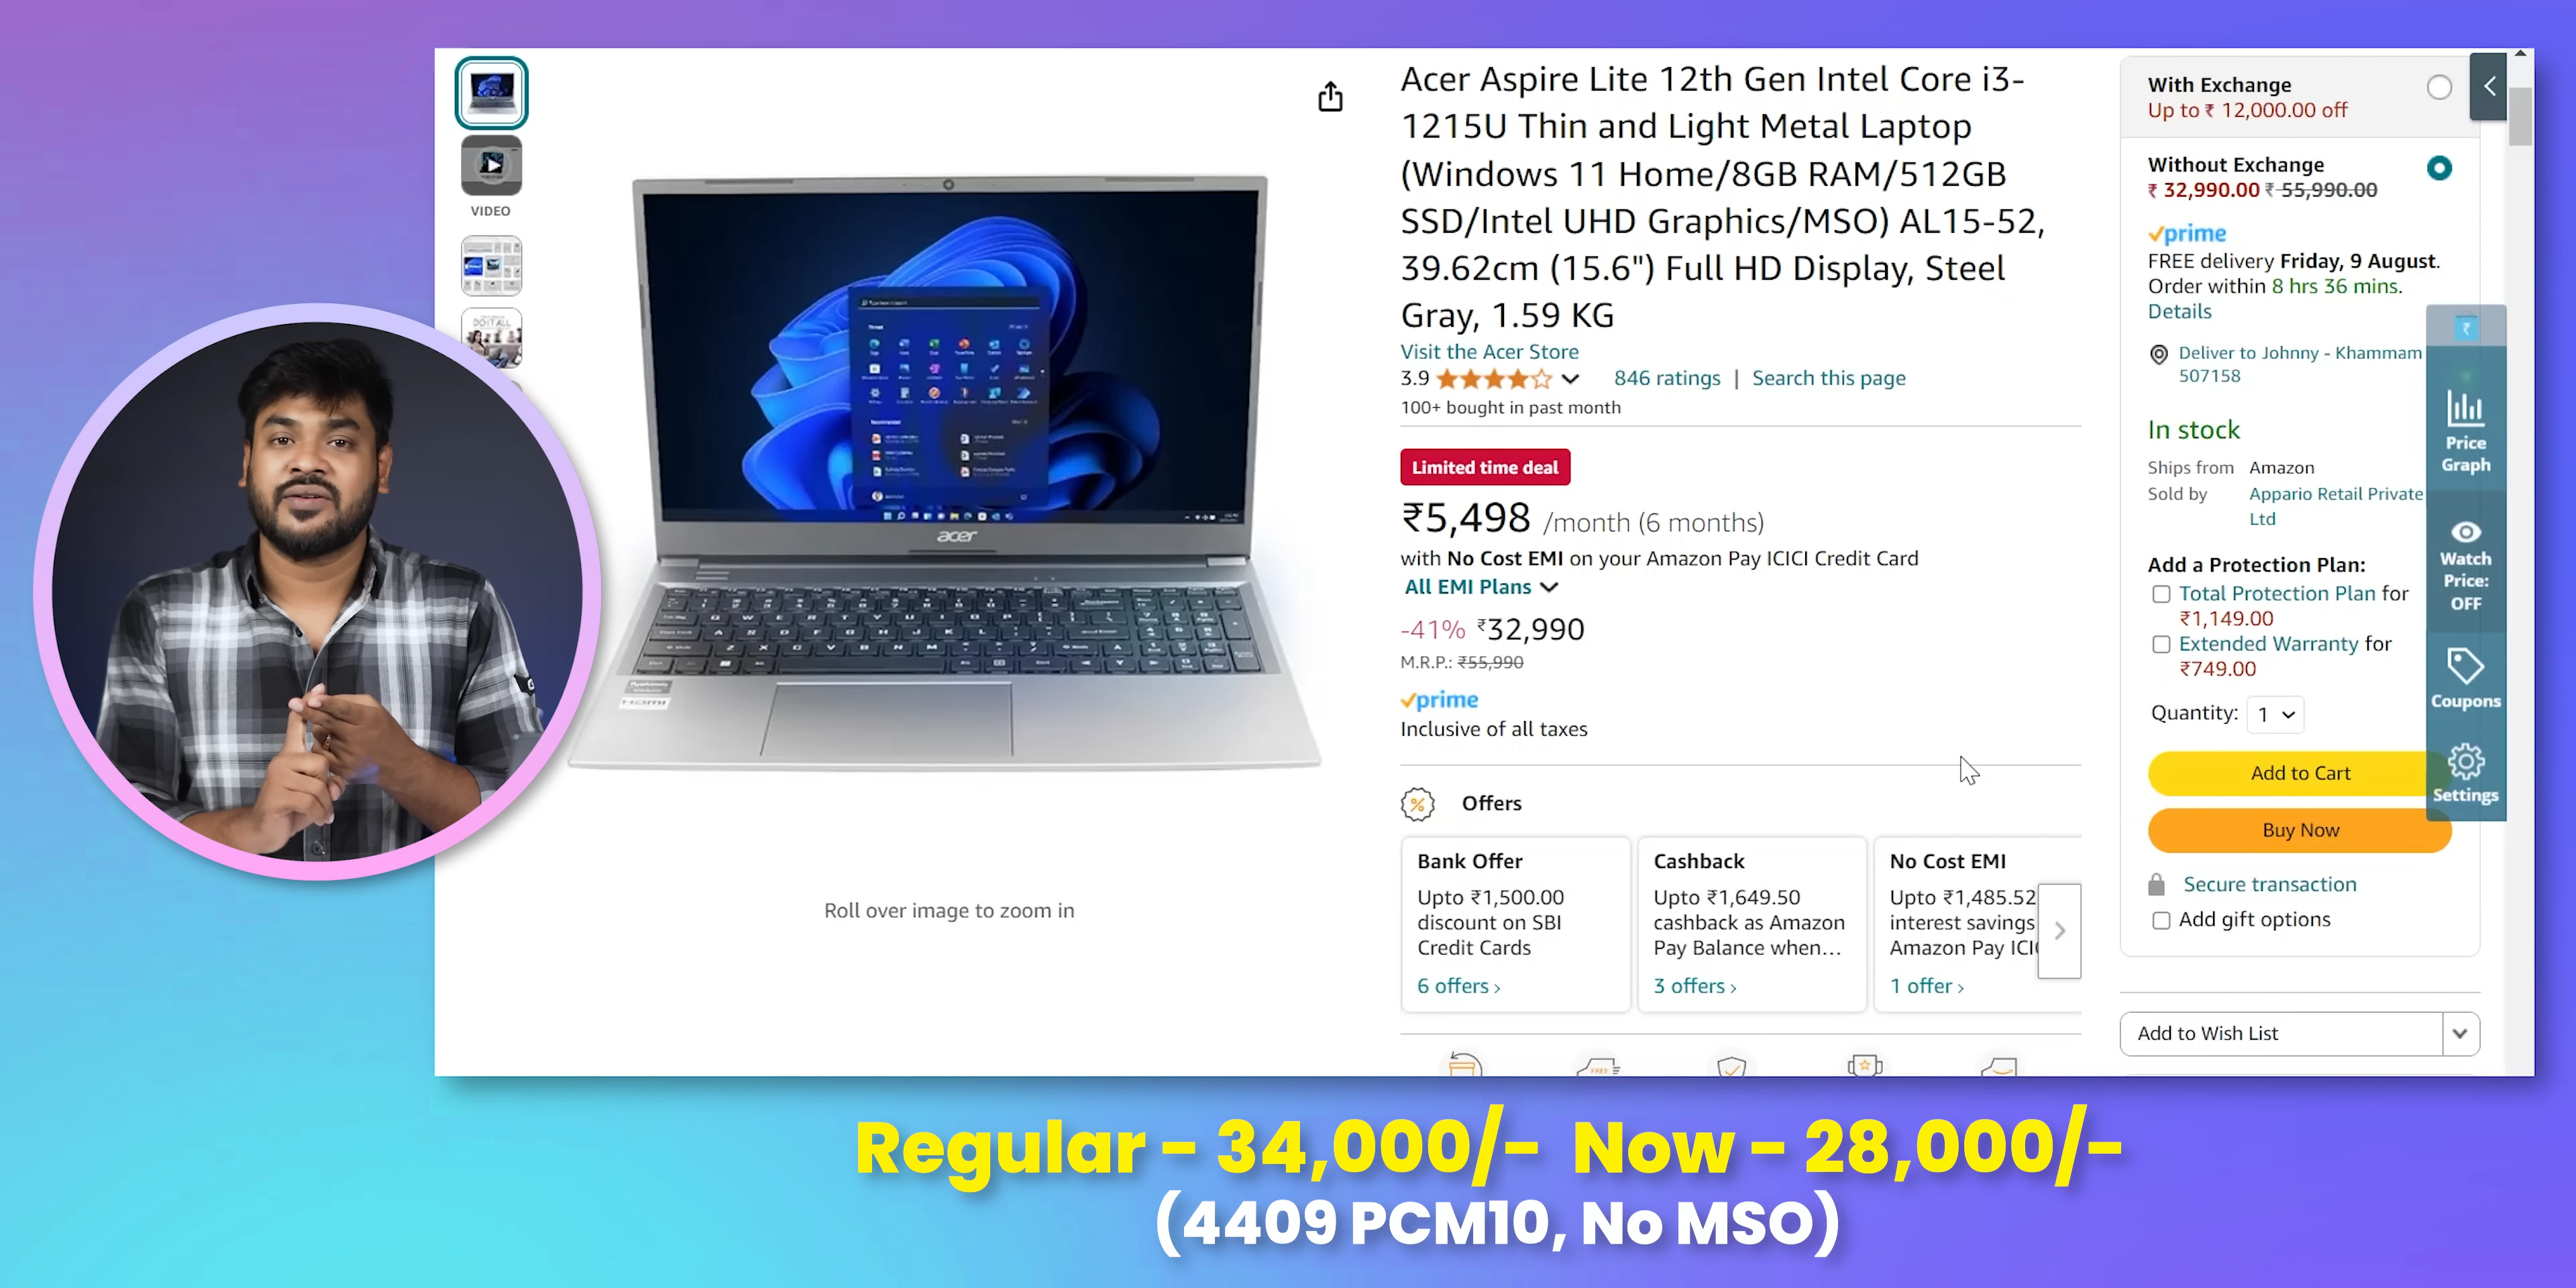 VIDEO
acer
Roll over image to zoom in
Acer Aspire Lite 12th Gen Intel Core i3-
1215U Thin and Light Metal Laptop
(Windows 11 Home/8GB RAM/512GB
SSD/Intel UHD Graphics/MSO) AL15-52,
39.62cm (15.6") Full HD Display, Steel
Gray, 1.59 KG
Visit the Acer Store
3.9
846 ratings | Search this page
100+ bought in past month
Limited time deal
₹5,498 /month (6 months)
with No Cost EMI on your Amazon Pay ICICI Credit Card
All EMI Plans
-41% ₹32,990
M.R.P.: ₹55,990
prime
Inclusive of all taxes
Offers
Bank Offer
Upto ₹1,500.00
discount on SBI
Credit Cards
6 offers ›
Cashback
Upto ₹1,649.50
cashback as Amazon
Pay Balance when…
3 offers ›
No Cost EMI
Upto ₹1,485.52
interest savings
Amazon Pay ICI
1 offer ›
FREE
With Exchange
Up to ₹ 12,000.00 off
Without Exchange
₹ 32,990.00 ₹ 55,990.00
prime
FREE delivery Friday, 9 August.
Order within 8 hrs 36 mins.
Details
Deliver to Johnny - Khammam
507158
In stock
Ships from Amazon
Sold by Appario Retail Private
Ltd
Add a Protection Plan:
Total Protection Plan for
₹1,149.00
Extended Warranty for
₹749.00
Quantity: 1
Add to Cart
Buy Now
Secure transaction
Add gift options
Add to Wish List
₹
Price
Graph
Watch
Price:
OFF
Coupons
Settings
Regular - 34,000/- Now - 28,000/-
(4409 PCM10, No MSO)